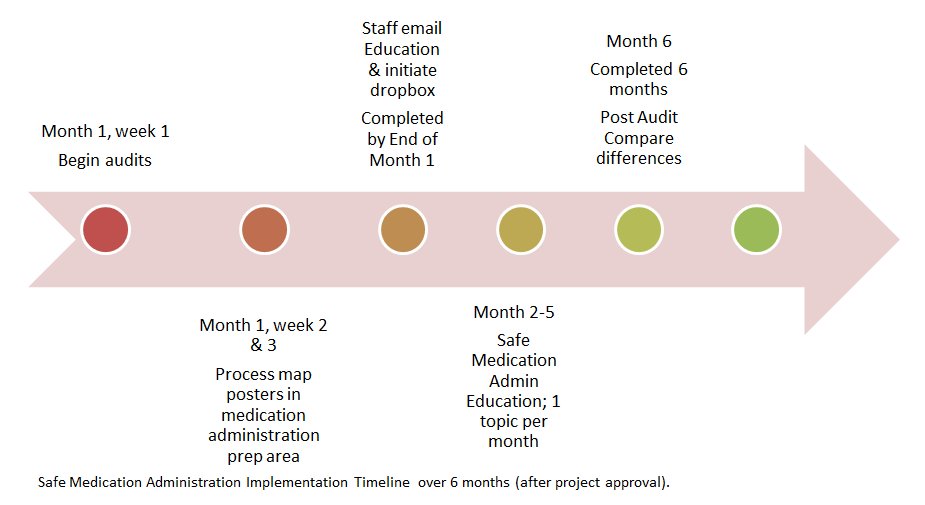 Month 1, week 1
Begin audits
Month 1, week 2
& 3
Process map
posters in
medication
administration
prep area
Staff email
Education
& initiate
dropbox
Completed
by End of
Month 1
Month 2-5
Safe
Medication
Admin
Education; 1
topic per
month
Month 6
Completed 6
months
Post Audit
Compare
differences
Safe Medication Administration Implementation Timeline over 6 months (after project approval).